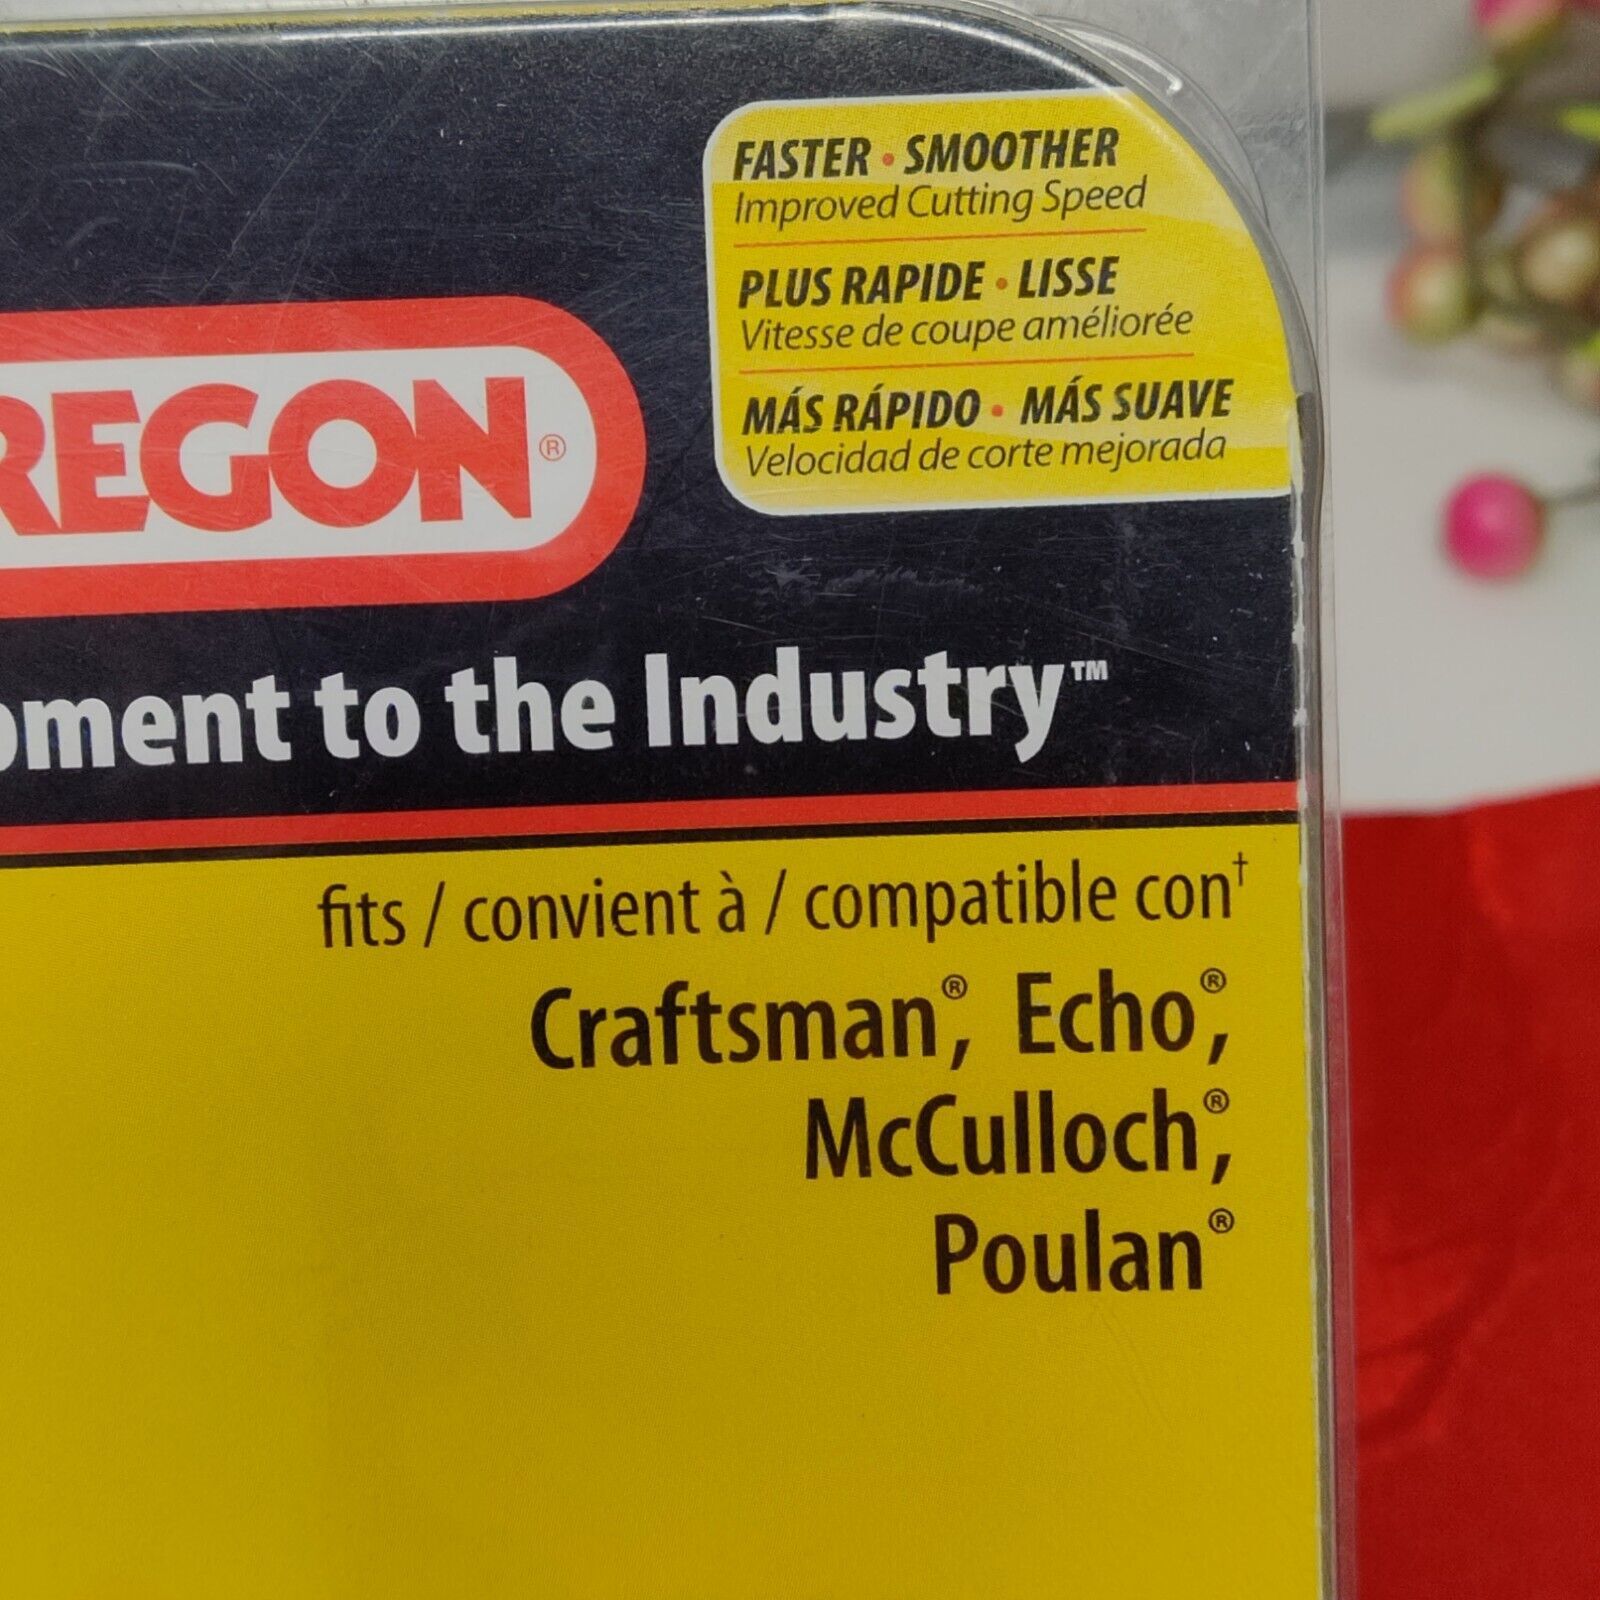 FASTER • SMOOTHER
Improved Cutting Speed
PLUS RAPIDE • LISSE
Vitesse de coupe améliorée
MÁS RÁPIDO • MÁS SUAVE
Velocidad de corte mejorada
REGON®
pment to the Industry™
fits / convient à / compatible con†
Craftsman®, Echo®,
McCulloch®,
Poulan®